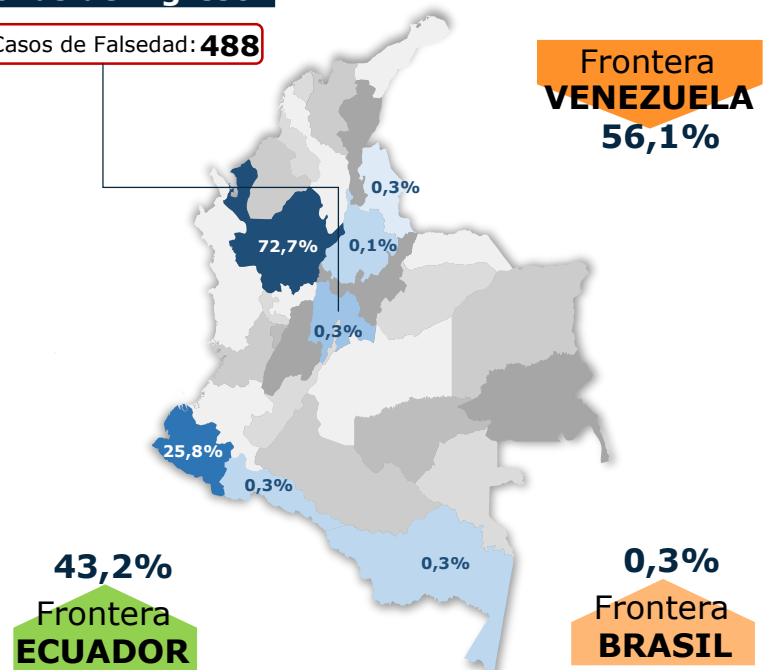 Casos de Falsedad: 488
Frontera
VENEZUELA
56,1%
0,3%
72,7%
0,1%
0,3%
25,8%
0,3%
0,3%
43,2%
Frontera
ECUADOR
0,3%
Frontera
BRASIL